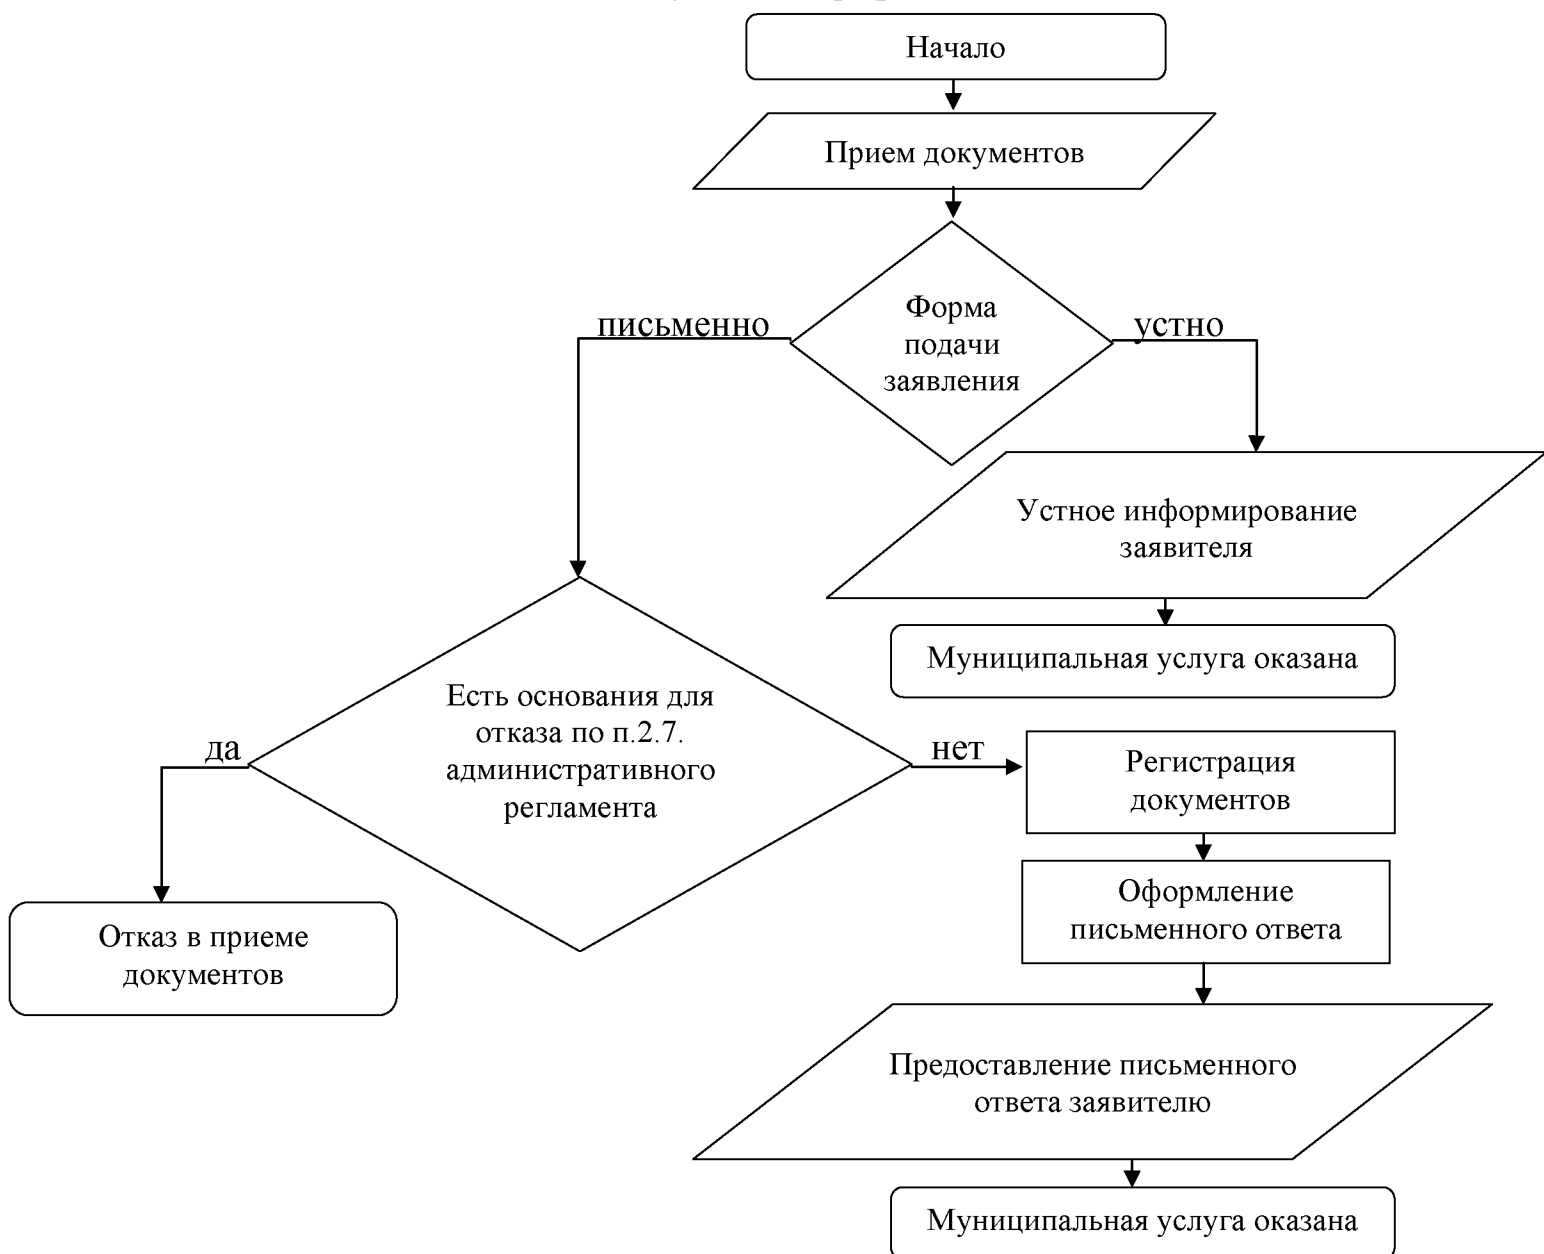 Начало
Прием документов
Форма
подачи
заявления
письменно
устно
Устное информирование
заявителя
Муниципальная услуга оказана
Есть основания для
отказа по п.2.7.
административного
регламента
да
нет
Регистрация
документов
Отказ в приеме
документов
Оформление
письменного ответа
Предоставление письменного
ответа заявителю
Муниципальная услуга оказана